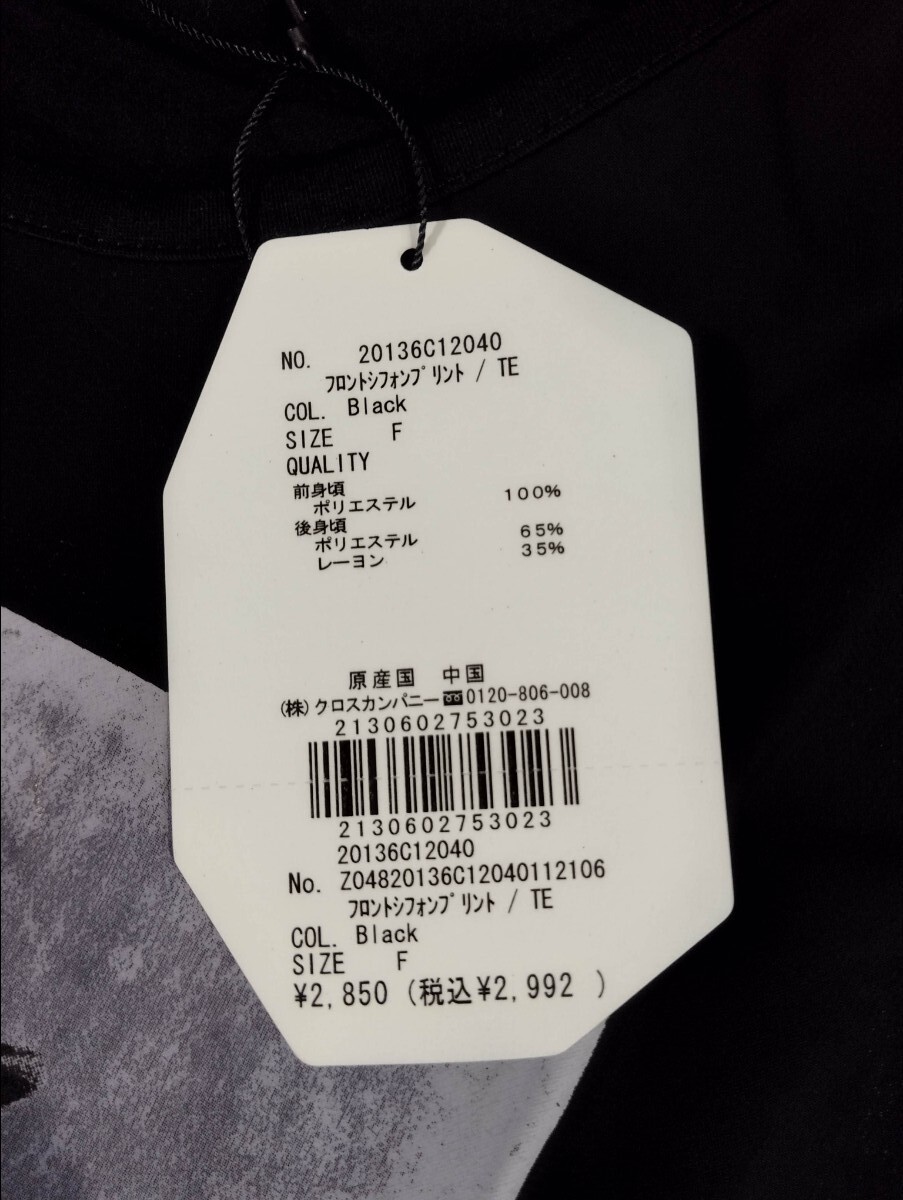 NO. 20136C12040
ﾌﾛﾝﾄｼﾌｫﾝﾌﾟﾘﾝﾄ / TE
COL. Black
SIZE F
QUALITY
前身頃
ポリエステル 100%
後身頃
ポリエステル 65%
レーヨン 35%
原産国 中国
(株)クロスカンパニー 0120-806-008
2130602753023
2130602753023
20136C12040
No. Z04820136C12040112106
ﾌﾛﾝﾄｼﾌｫﾝﾌﾟﾘﾝﾄ / TE
COL. Black
SIZE F
¥2,850 (税込¥2,992 )